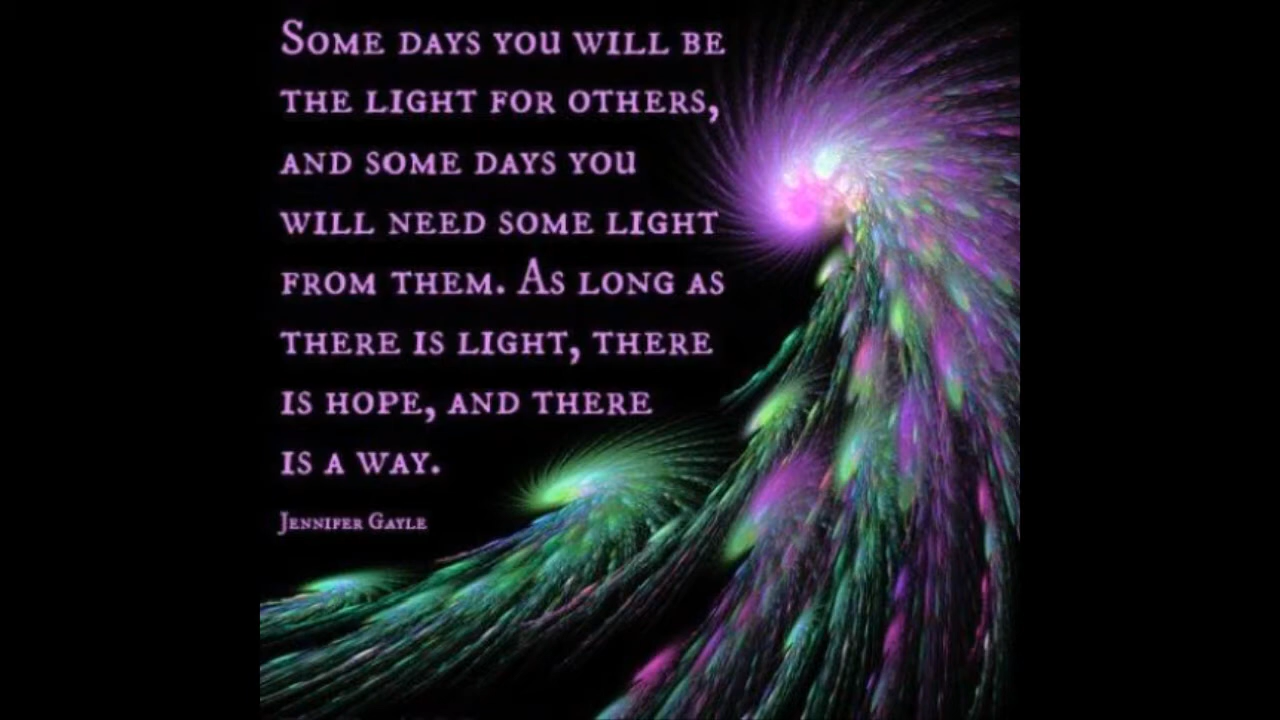 Some days you will be
the light for others,
and some days you
will need some light
from them. As long as
there is light, there
is hope, and there
is a way.
Jennifer Gayle